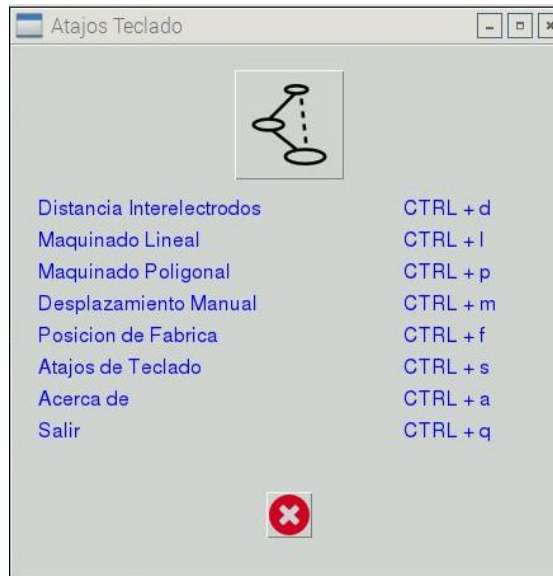 Atajos Teclado
Distancia Interelectrodos CTRL + d
Maquinado Lineal CTRL + l
Maquinado Poligonal CTRL + p
Desplazamiento Manual CTRL + m
Posicion de Fabrica CTRL + f
Atajos de Teclado CTRL + s
Acerca de CTRL + a
Salir CTRL + q